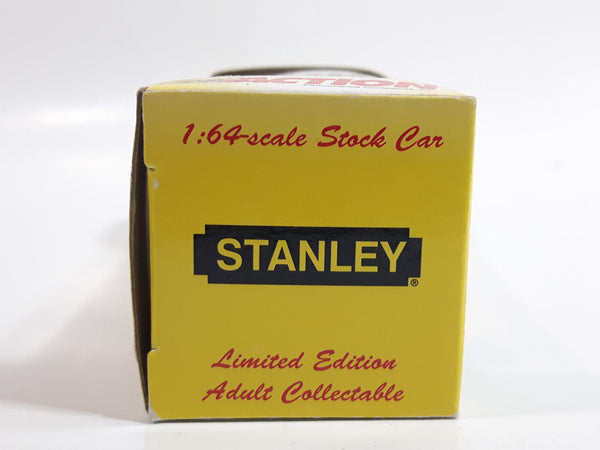 ACTION
1:64-scale Stock Car
STANLEY®
Limited Edition
Adult Collectable